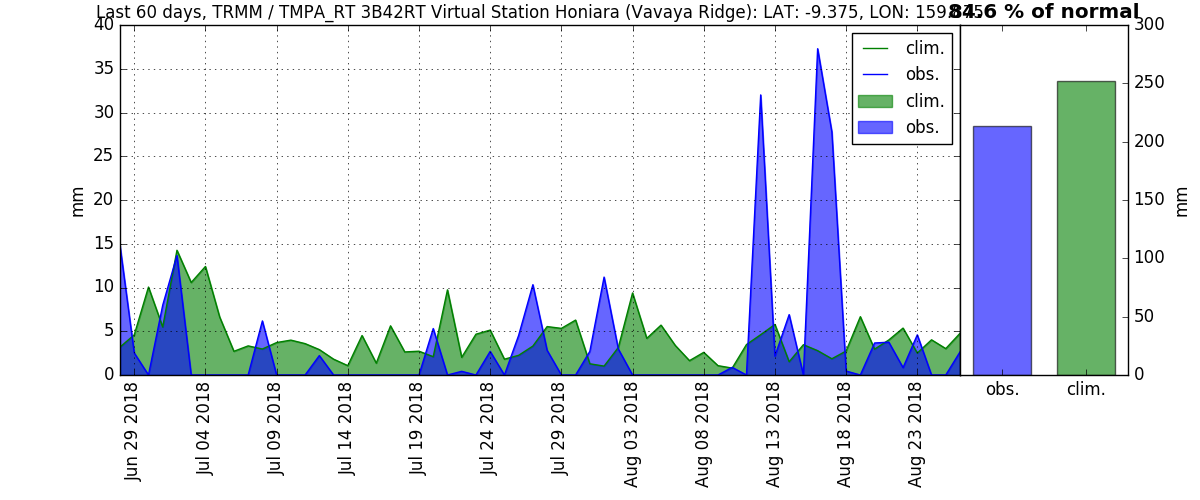 Last 60 days, TRMM / TMPA_RT 3B42RT Virtual Station Honiara (Vavaya Ridge): LAT: -9.375, LON: 159.875
84.6 % of normal
40
35
30
25
20
15
10
5
0
mm
clim.
obs.
clim.
obs.
Jun 29 2018
Jul 04 2018
Jul 09 2018
Jul 14 2018
Jul 19 2018
Jul 24 2018
Jul 29 2018
Aug 03 2018
Aug 08 2018
Aug 13 2018
Aug 18 2018
Aug 23 2018
300
250
200
150
100
50
0
mm
obs.
clim.